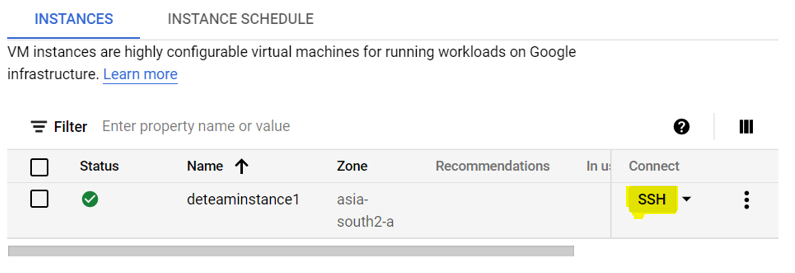 INSTANCES INSTANCE SCHEDULE
VM instances are highly configurable virtual machines for running workloads on Google
infrastructure. Learn more
Filter Enter property name or value
Status Name Zone Recommendations In u Connect
deteaminstance1 asia-
south2-a SSH